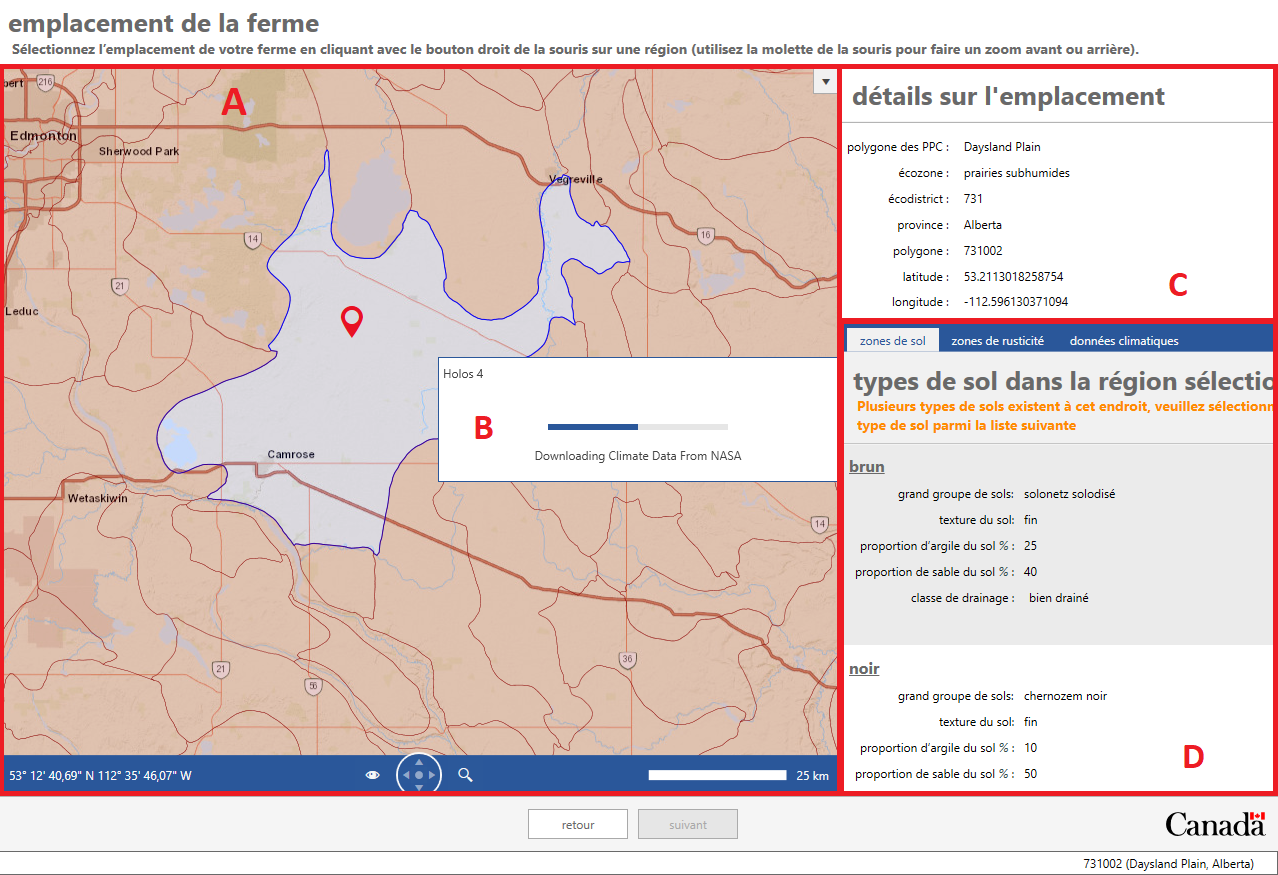 emplacement de la ferme
Sélectionnez l'emplacement de votre ferme en cliquant avec le bouton droit de la souris sur une région (utilisez la molette de la souris pour faire un zoom avant ou arrière).
bert
216
A
Edmonton
Sherwood Park
Vegreville
14
16
21
Leduc
Holos 4
B
Downloading Climate Data From NASA
Camrose
Wetaskiwin
14
36
21
56
53° 12' 40,69" N 112° 35' 46,07" W
25 km
détails sur l'emplacement
polygone des PPC : Daysland Plain
écozone : prairies subhumides
écodistrict : 731
province : Alberta
polygone : 731002
latitude : 53.2113018258754
C
longitude : -112.596130371094
zones de sol zones de rusticité données climatiques
types de sol dans la région sélectio
Plusieurs types de sols existent à cet endroit, veuillez sélectionn
type de sol parmi la liste suivante
brun
grand groupe de sols: solonetz solodisé
texture du sol: fin
proportion d'argile du sol % : 25
proportion de sable du sol % : 40
classe de drainage : bien drainé
noir
grand groupe de sols: chernozem noir
texture du sol: fin
proportion d'argile du sol % : 10
D
proportion de sable du sol % : 50
retour suivant
Canada
731002 (Daysland Plain, Alberta)